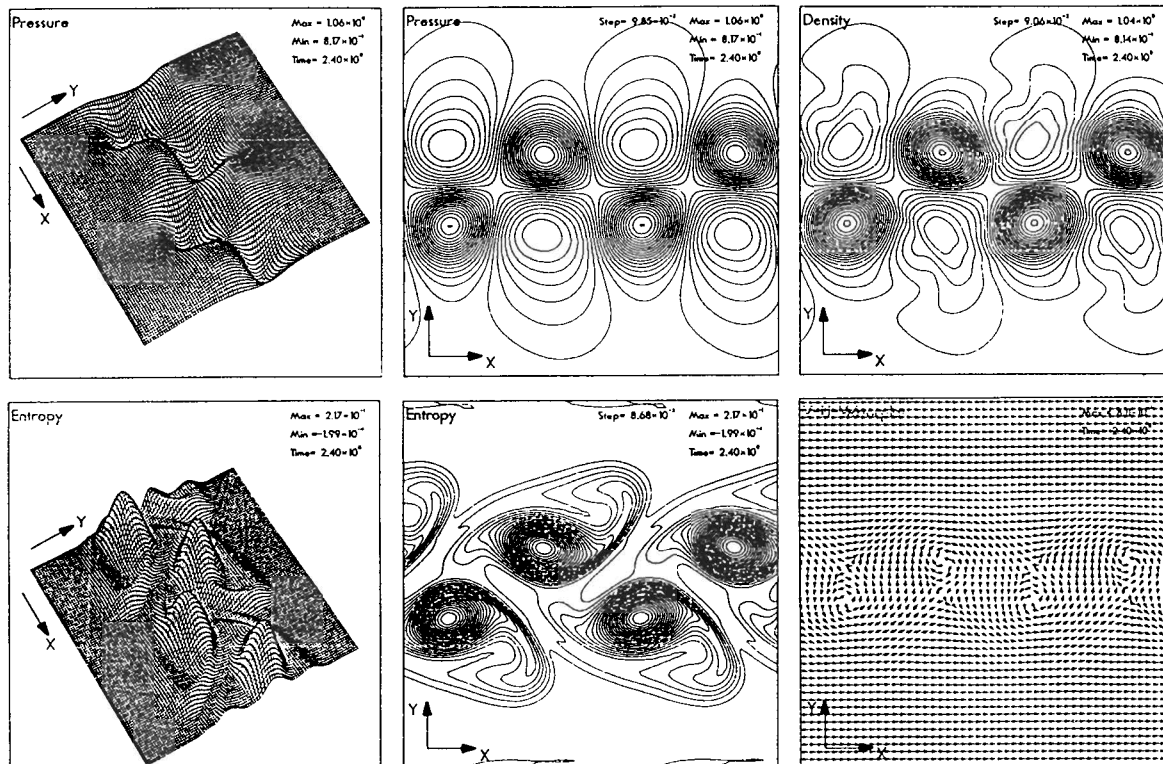 Pressure
Max = 1.06×10⁰
Min = 8.17×10⁻¹
Time= 2.40×10⁰
Y
X
Pressure
Step= 9.85×10⁻³
Max = 1.06×10⁰
Min = 8.17×10⁻¹
Time= 2.40×10⁰
Y
X
Density
Step= 9.06×10⁻³
Max = 1.04×10⁰
Min = 8.14×10⁻¹
Time= 2.40×10⁰
Y
X
Entropy
Max = 2.17×10⁻¹
Min =-1.99×10⁻¹
Time= 2.40×10⁰
Y
X
Entropy
Step= 8.68×10⁻³
Max = 2.17×10⁻¹
Min =-1.99×10⁻¹
Time= 2.40×10⁰
Y
X
Time= 2.40×10⁰
Y
X